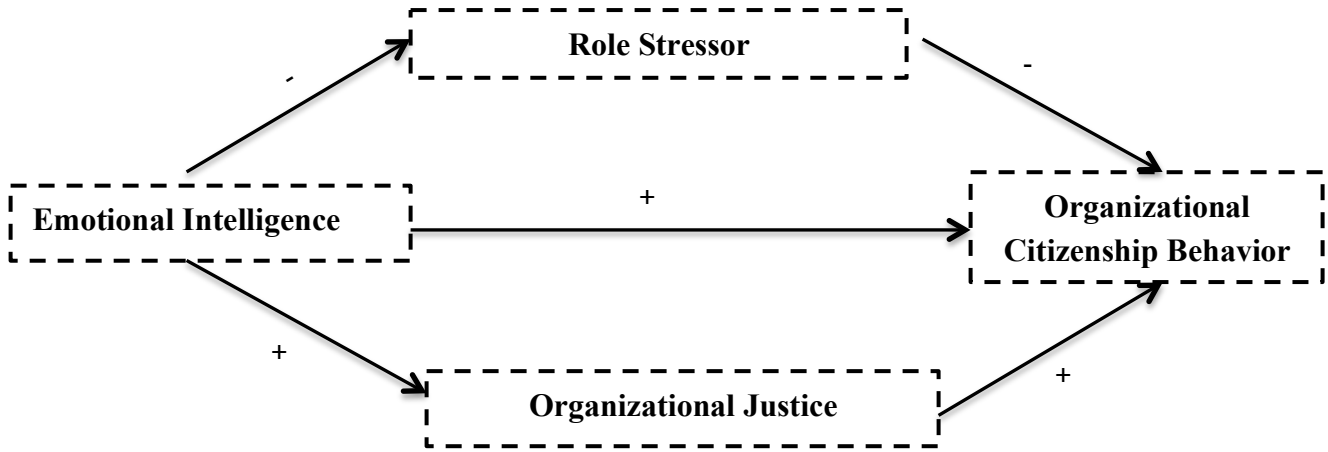 Role Stressor
-
-
+
Emotional Intelligence
Organizational
Citizenship Behavior
+
+
Organizational Justice